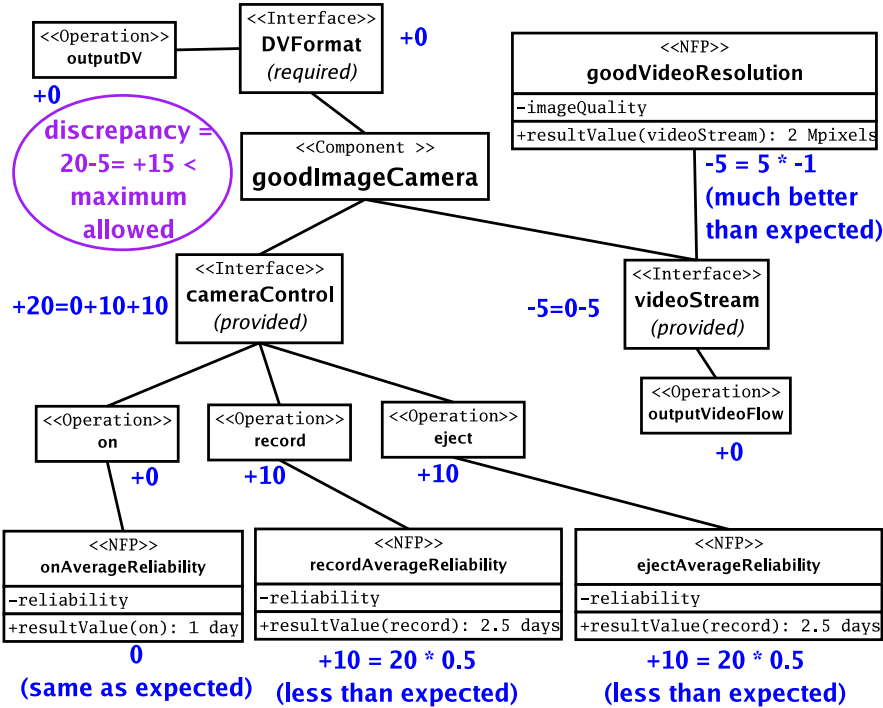 <<Operation>>
outputDV
+0
<<Interface>>
DVFormat
(required)
+0
<<NFP>>
goodVideoResolution
-imageQuality
+resultValue(videoStream): 2 Mpixels
discrepancy =
20-5= +15 <
maximum
allowed
<<Component >>
goodImageCamera
-5 = 5 * -1
(much better
than expected)
+20=0+10+10
<<Interface>>
cameraControl
(provided)
-5=0-5
<<Interface>>
videoStream
(provided)
<<Operation>>
on
+0
<<Operation>>
record
+10
<<Operation>>
eject
+10
<<Operation>>
outputVideoFlow
+0
<<NFP>>
onAverageReliability
-reliability
+resultValue(on): 1 day
0
(same as expected)
<<NFP>>
recordAverageReliability
-reliability
+resultValue(record): 2.5 days
+10 = 20 * 0.5
(less than expected)
<<NFP>>
ejectAverageReliability
-reliability
+resultValue(record): 2.5 days
+10 = 20 * 0.5
(less than expected)